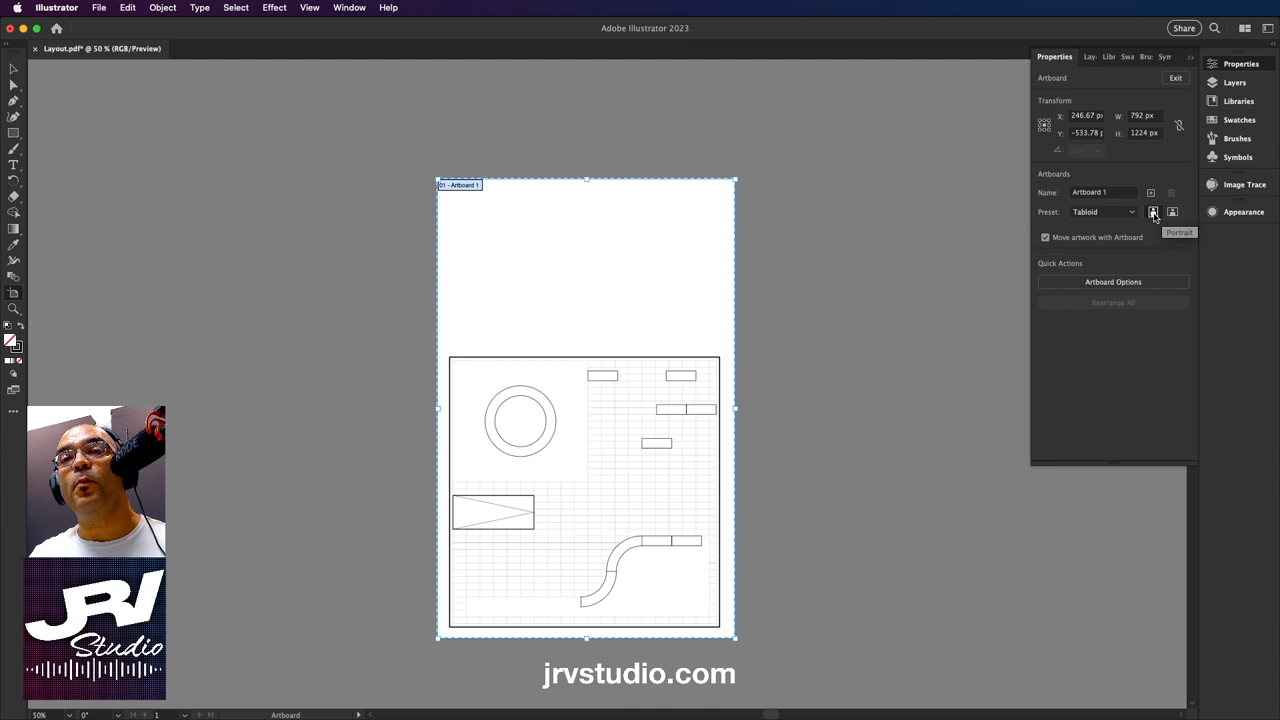 Illustrator File Edit Object Type Select Effect View Window Help
Adobe Illustrator 2023
Share
× Layout.pdf* @ 50 % (RGB/Preview)
Properties Lay Libr Swa Bru Sym
Artboard Exit
Transform
X: 246.67 px W: 792 px
Y: -533.78 p H: 1224 px
Artboards
Name: Artboard 1
Preset: Tabloid
Portrait
Move artwork with Artboard
Quick Actions
Artboard Options
Rearrange All
Properties
Layers
Libraries
Swatches
Brushes
Symbols
Image Trace
Appearance
01 - Artboard 1
RODE
JRV
Studio
jrvstudio.com
50% 0° 1 Artboard